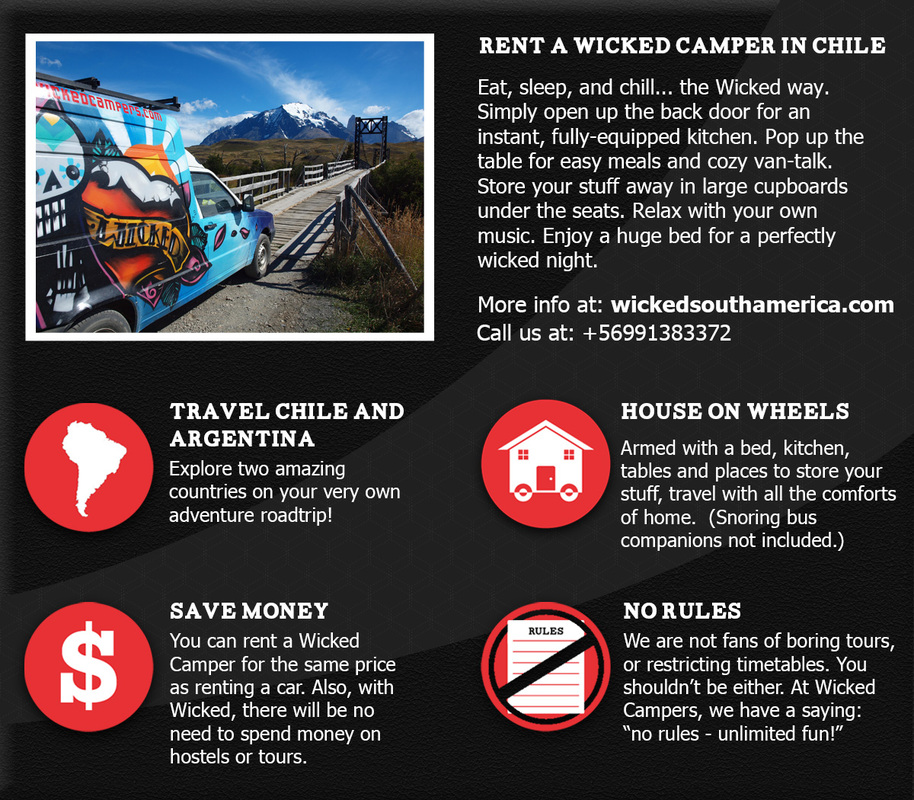 wickedcampers.com
WICKED
RENT A WICKED CAMPER IN CHILE
Eat, sleep, and chill... the Wicked way.
Simply open up the back door for an
instant, fully-equipped kitchen. Pop up the
table for easy meals and cozy van-talk.
Store your stuff away in large cupboards
under the seats. Relax with your own
music. Enjoy a huge bed for a perfectly
wicked night.
More info at: wickedsouthamerica.com
Call us at: +56991383372
TRAVEL CHILE AND
ARGENTINA
Explore two amazing
countries on your very own
adventure roadtrip!
HOUSE ON WHEELS
Armed with a bed, kitchen,
tables and places to store your
stuff, travel with all the comforts
of home.  (Snoring bus
companions not included.)
$
SAVE MONEY
You can rent a Wicked
Camper for the same price
as renting a car. Also, with
Wicked, there will be no
need to spend money on
hostels or tours.
RULES
NO RULES
We are not fans of boring tours,
or restricting timetables. You
shouldn’t be either. At Wicked
Campers, we have a saying:
“no rules - unlimited fun!”